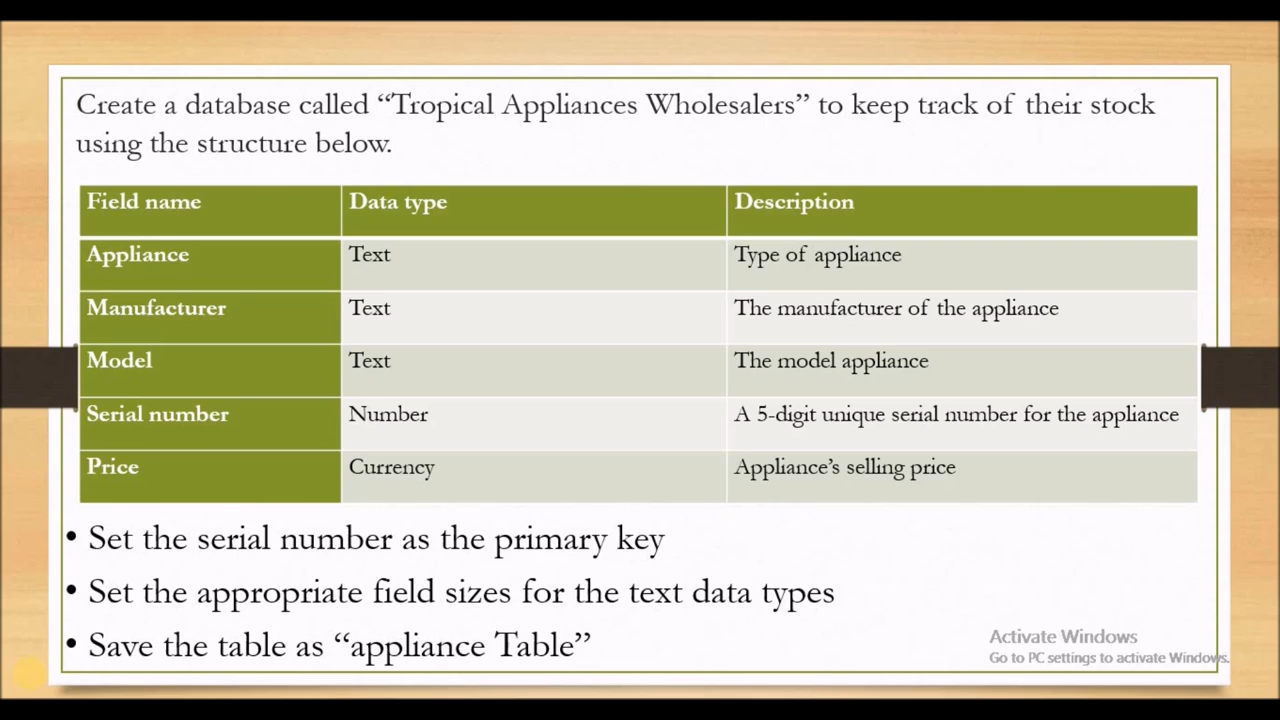 Create a database called “Tropical Appliances Wholesalers” to keep track of their stock
using the structure below.
Field name Data type Description
Appliance Text Type of appliance
Manufacturer Text The manufacturer of the appliance
Model Text The model appliance
Serial number Number A 5-digit unique serial number for the appliance
Price Currency Appliance’s selling price
• Set the serial number as the primary key
• Set the appropriate field sizes for the text data types
• Save the table as “appliance Table”
Activate Windows
Go to PC settings to activate Windows.